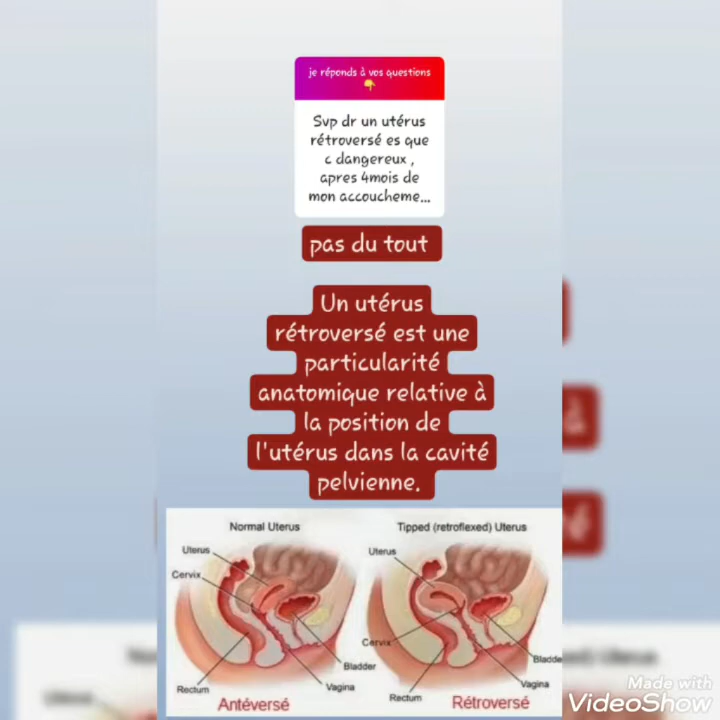 je réponds à vos questions
👇
Svp dr un utérus
rétroversé es que
c dangereux ,
apres 4mois de
mon accoucheme...
pas du tout
Un utérus
rétroversé est une
particularité
anatomique relative à
la position de
l'utérus dans la cavité
pelvienne.
Normal Uterus
Uterus
Cervix
Rectum
Bladder
Vagina
Antéversé
Tipped (retroflexed) Uterus
Uterus
Cervix
Rectum
Bladde
Vagina
Rétroversé
Made with
VideoShow